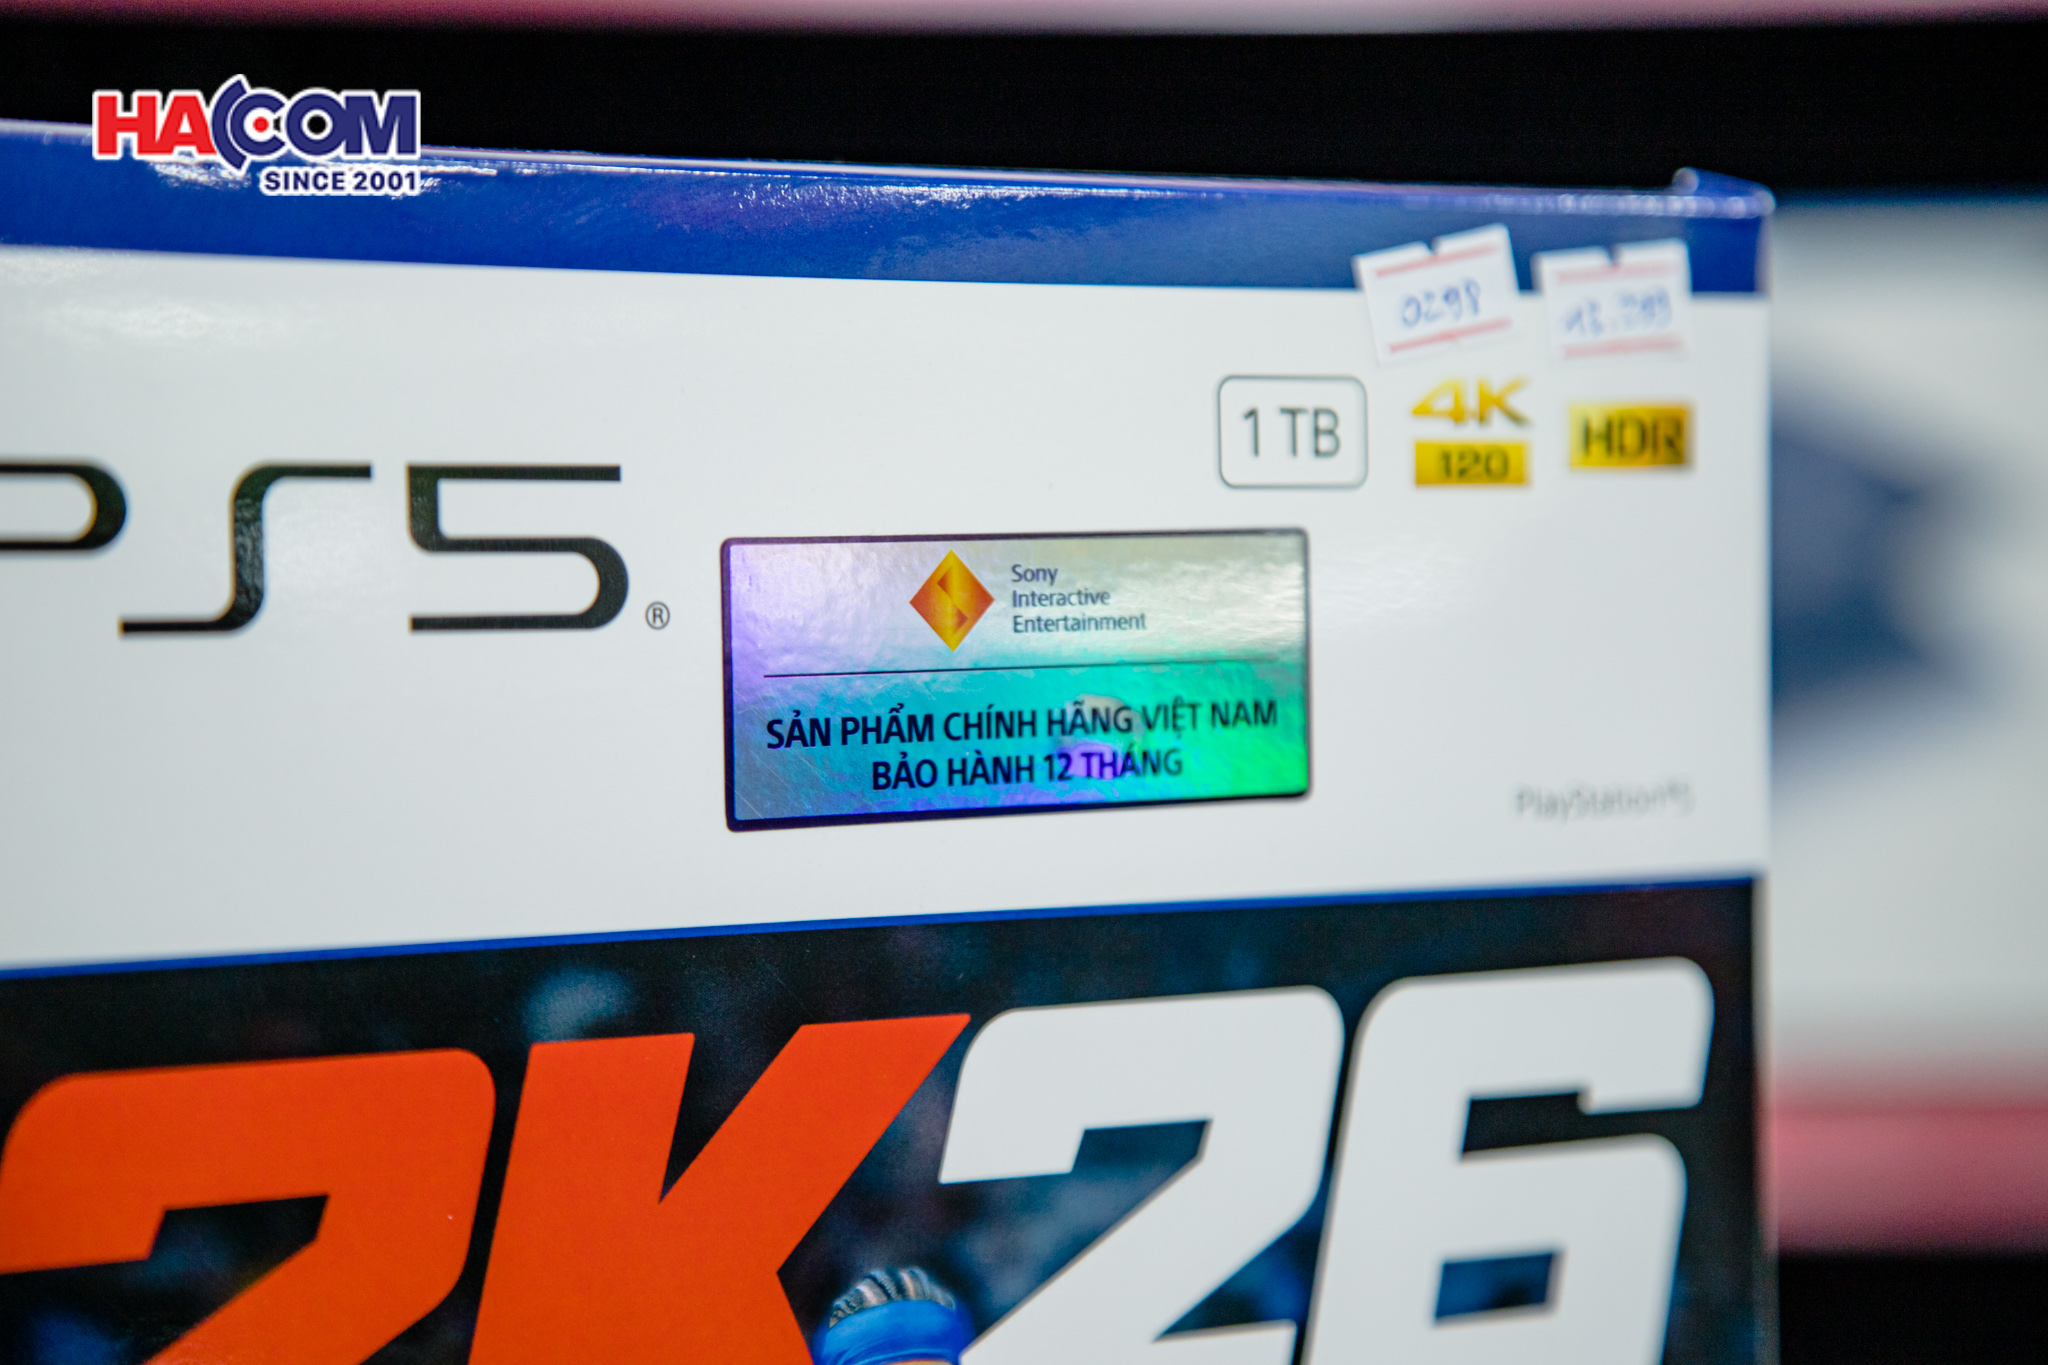 HACOM
SINCE 2001
0298
1 TB
4K
120
HDR
PS5®
Sony
Interactive
Entertainment
SẢN PHẨM CHÍNH HÃNG VIỆT NAM
BẢO HÀNH 12 THÁNG
PlayStation®5
2K26